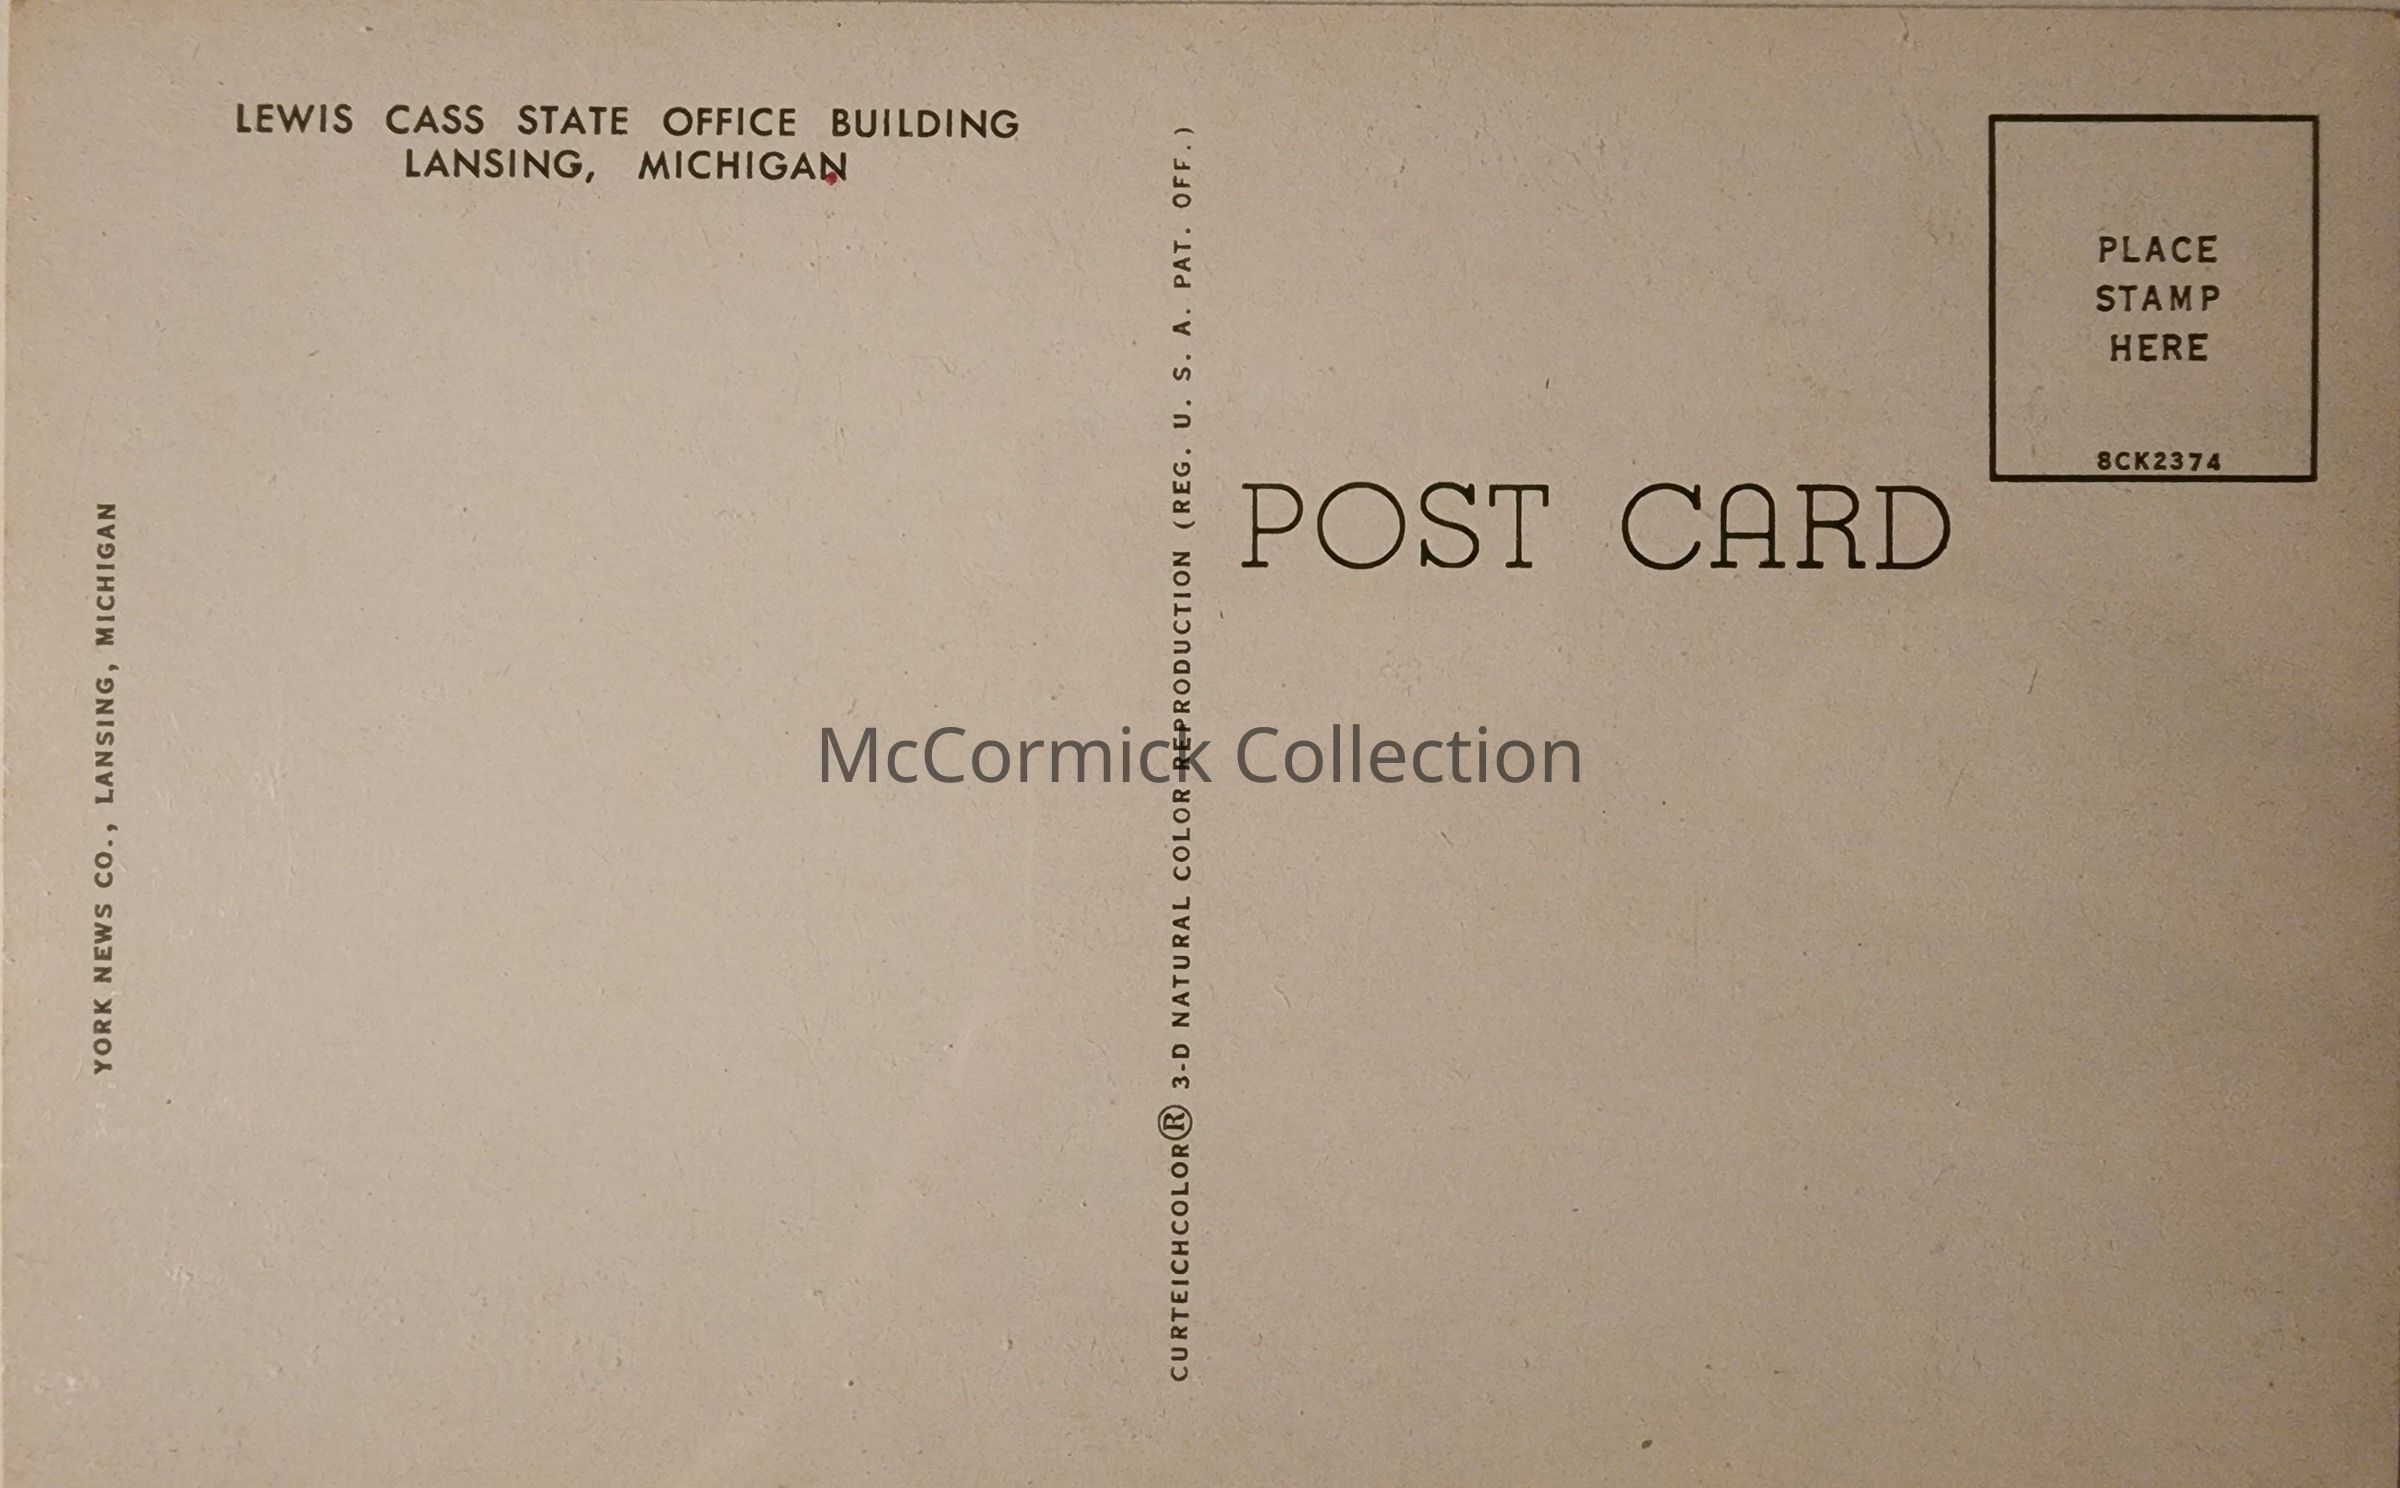 LEWIS CASS STATE OFFICE BUILDING
LANSING, MICHIGAN
YORK NEWS CO., LANSING, MICHIGAN
CURTEICHCOLOR® 3-D NATURAL COLOR REPRODUCTION (REG. U. S. A. PAT. OFF.)
POST CARD
PLACE
STAMP
HERE
8CK2374
McCormick Collection